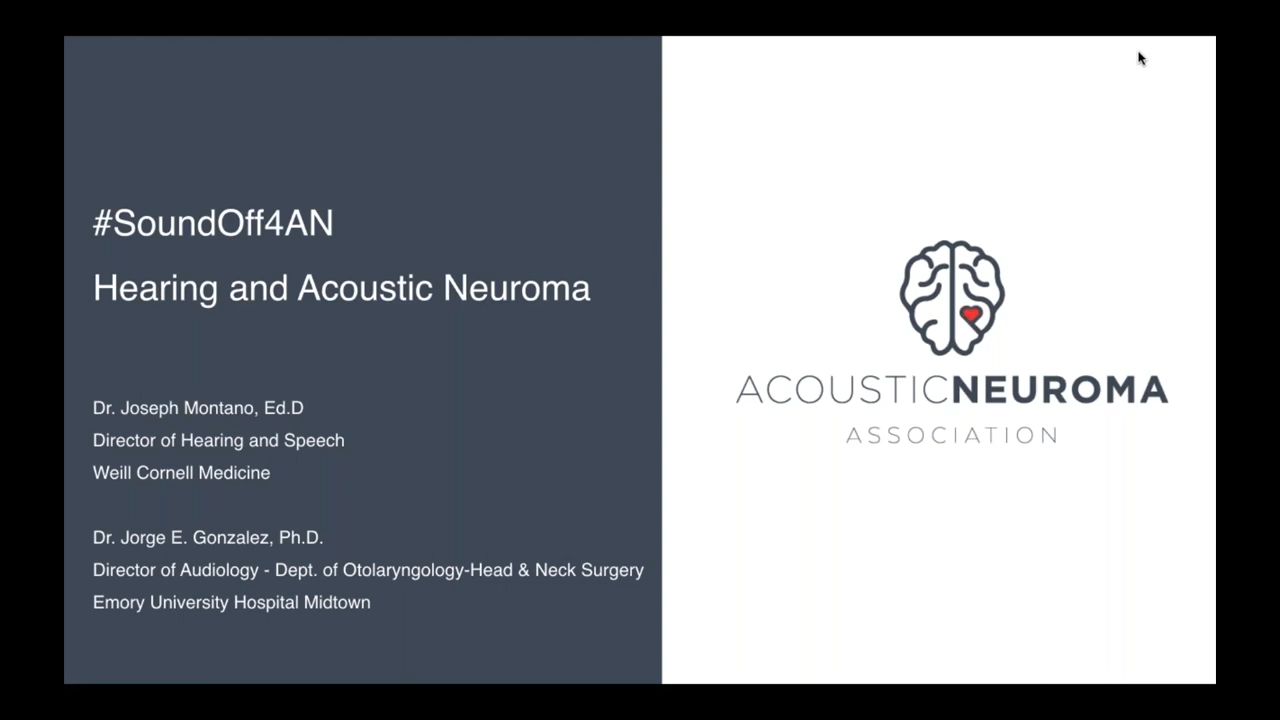 #SoundOff4AN
Hearing and Acoustic Neuroma
Dr. Joseph Montano, Ed.D
Director of Hearing and Speech
Weill Cornell Medicine
Dr. Jorge E. Gonzalez, Ph.D.
Director of Audiology - Dept. of Otolaryngology-Head & Neck Surgery
Emory University Hospital Midtown
ACOUSTICNEUROMA
ASSOCIATION